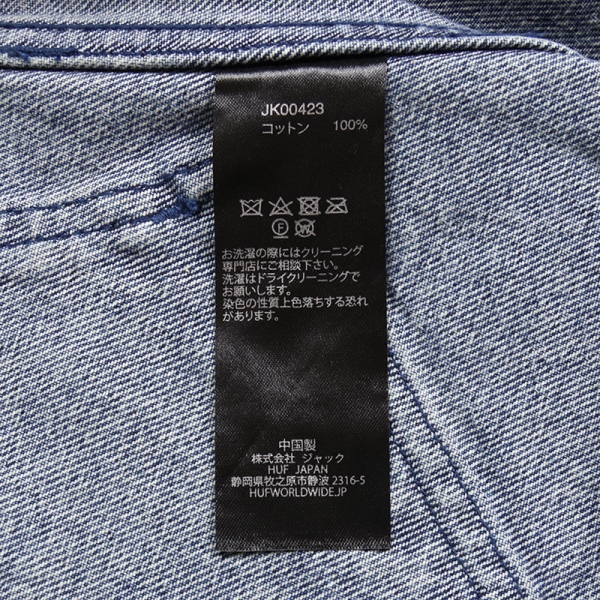 JK00423
コットン 100%
お洗濯の際にはクリーニング
専門店にご相談下さい。
洗濯はドライクリーニングで
お願いします。
染色の性質上色落ちする恐れ
があります。
中国製
株式会社 ジャック
HUF JAPAN
静岡県牧之原市静波 2316-5
HUFWORLDWIDE.JP